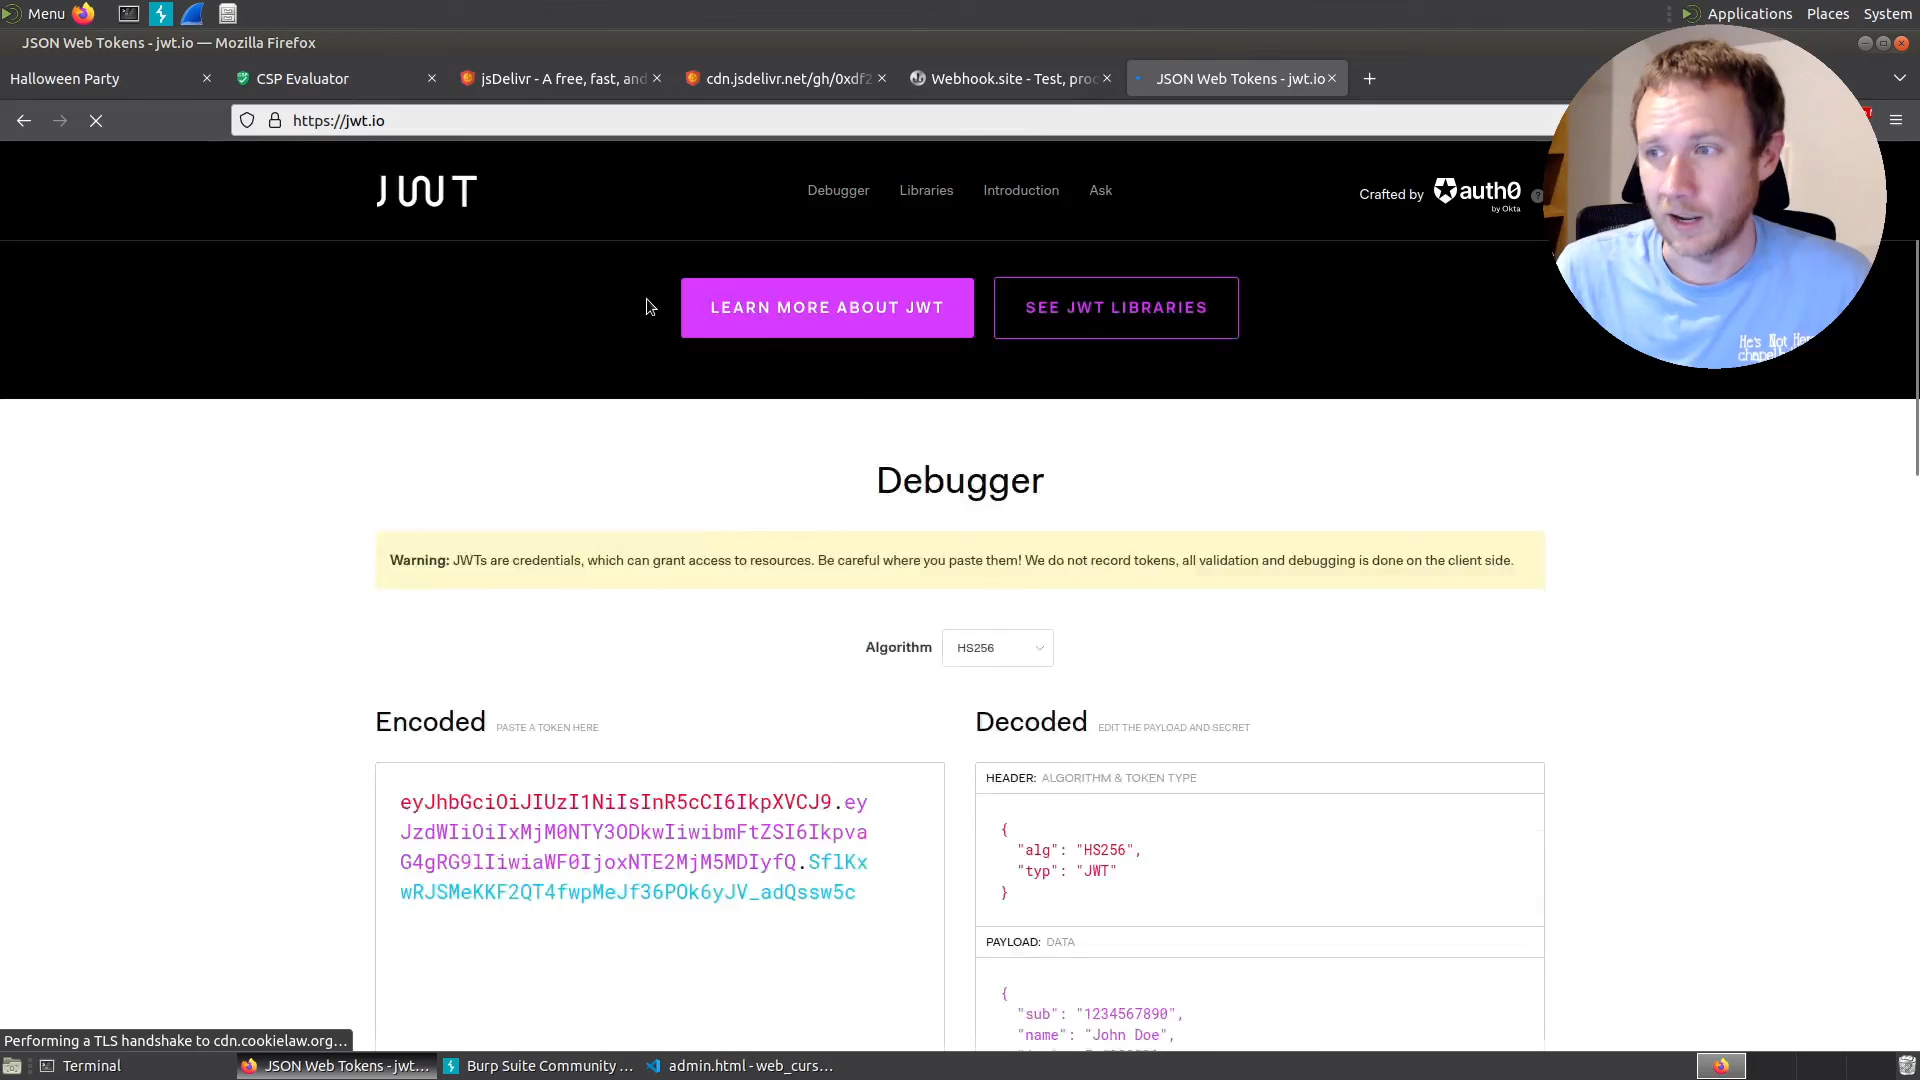 Menu
Applications Places System
JSON Web Tokens - jwt.io — Mozilla Firefox
Halloween Party
CSP Evaluator
jsDelivr - A free, fast, and
cdn.jsdelivr.net/gh/0xdf2
Webhook.site - Test, proc
JSON Web Tokens - jwt.io
https://jwt.io
JWT
Debugger Libraries Introduction Ask
Crafted by auth0
by Okta
LEARN MORE ABOUT JWT
SEE JWT LIBRARIES
He's Not Her
chapel
Debugger
Warning: JWTs are credentials, which can grant access to resources. Be careful where you paste them! We do not record tokens, all validation and debugging is done on the client side.
Algorithm HS256
Encoded PASTE A TOKEN HERE
Decoded EDIT THE PAYLOAD AND SECRET
eyJhbGciOiJIUzI1NiIsInR5cCI6IkpXVCJ9.ey
JzdWIiOiIxMjM0NTY3ODkwIiwibmFtZSI6Ikpva
G4gRG9lIiwiaWF0IjoxNTE2MjM5MDIyfQ.SflKx
wRJSMeKKF2QT4fwpMeJf36POk6yJV_adQssw5c
HEADER: ALGORITHM & TOKEN TYPE
{
"alg": "HS256",
"typ": "JWT"
}
PAYLOAD: DATA
{
"sub": "1234567890",
"name": "John Doe",
Performing a TLS handshake to cdn.cookielaw.org…
Terminal
JSON Web Tokens - jwt…
Burp Suite Community …
admin.html - web_curs…